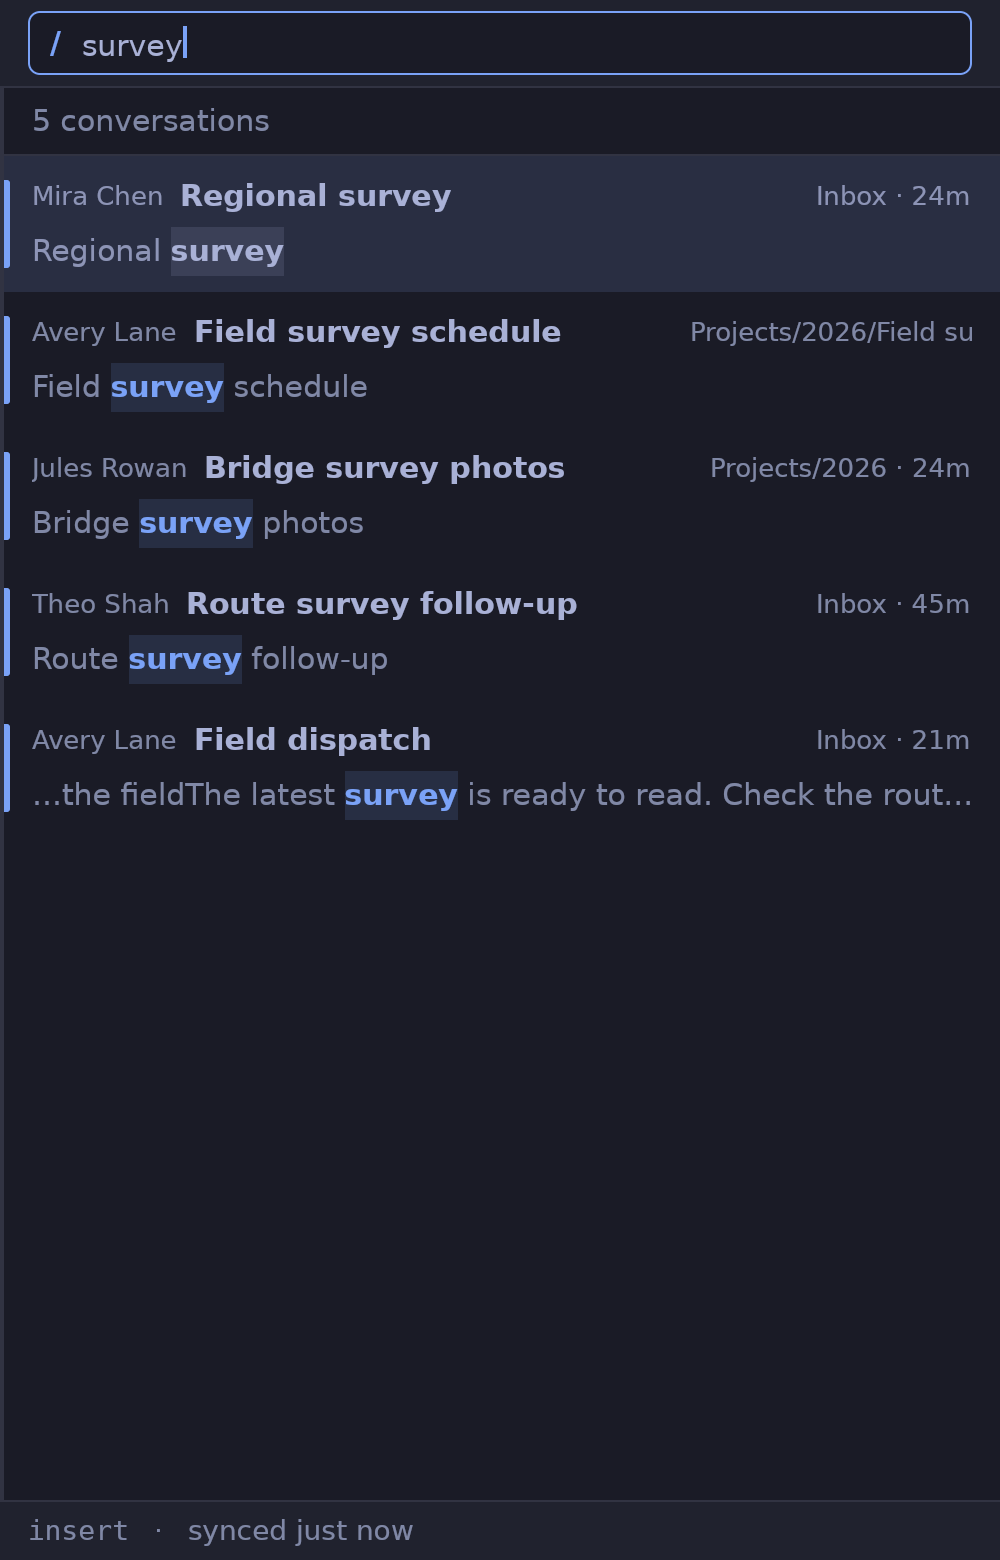 / survey
5 conversations
Mira Chen Regional survey Inbox · 24m
Regional survey
Avery Lane Field survey schedule Projects/2026/Field su
Field survey schedule
Jules Rowan Bridge survey photos Projects/2026 · 24m
Bridge survey photos
Theo Shah Route survey follow-up Inbox · 45m
Route survey follow-up
Avery Lane Field dispatch Inbox · 21m
…the fieldThe latest survey is ready to read. Check the rout…
insert · synced just now